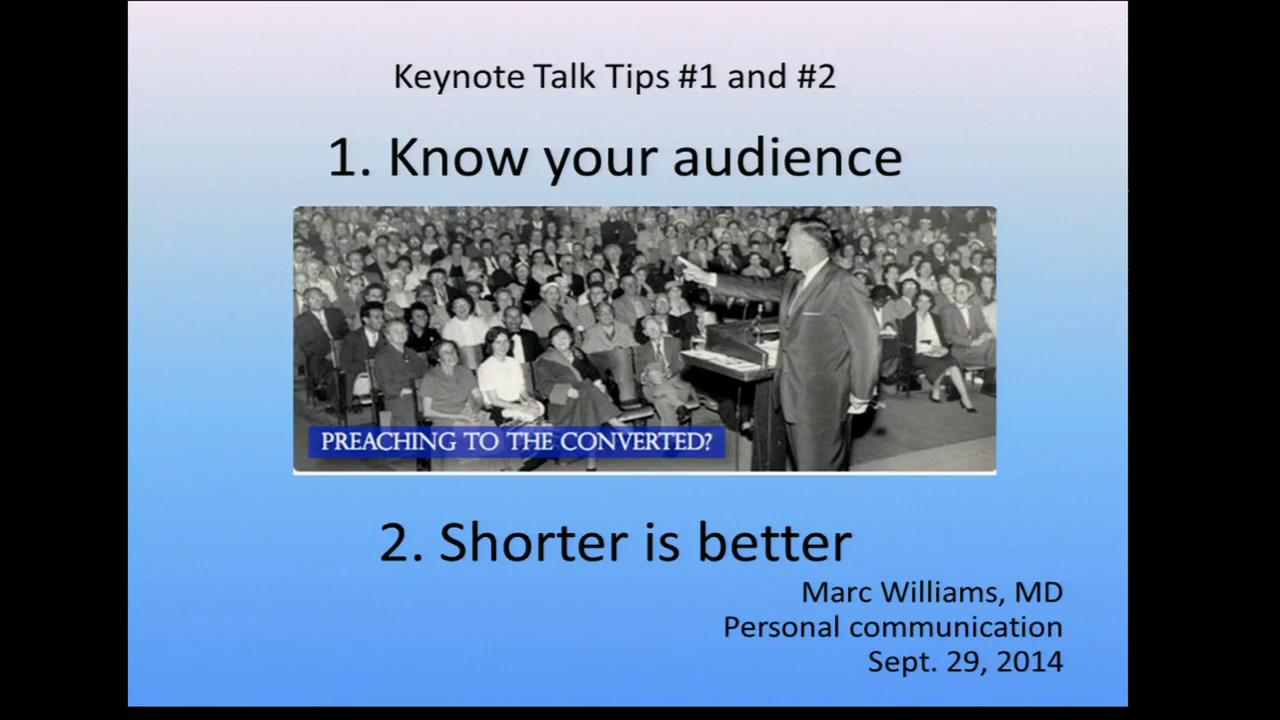 Keynote Talk Tips #1 and #2
1. Know your audience
PREACHING TO THE CONVERTED?
2. Shorter is better
Marc Williams, MD
Personal communication
Sept. 29, 2014